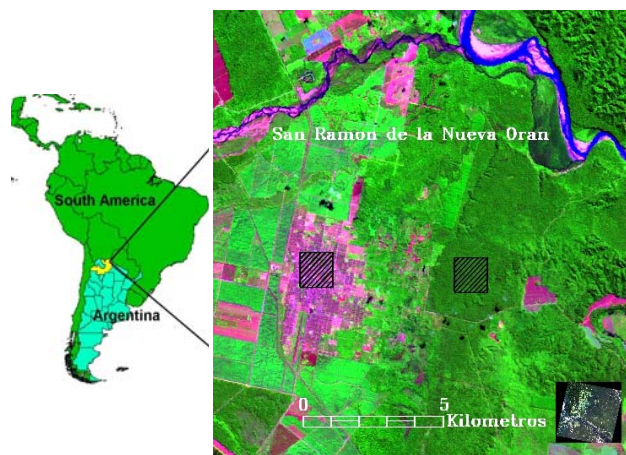 San Ramon de la Nueva Oran
South America
Argentina
0 5
Kilometros